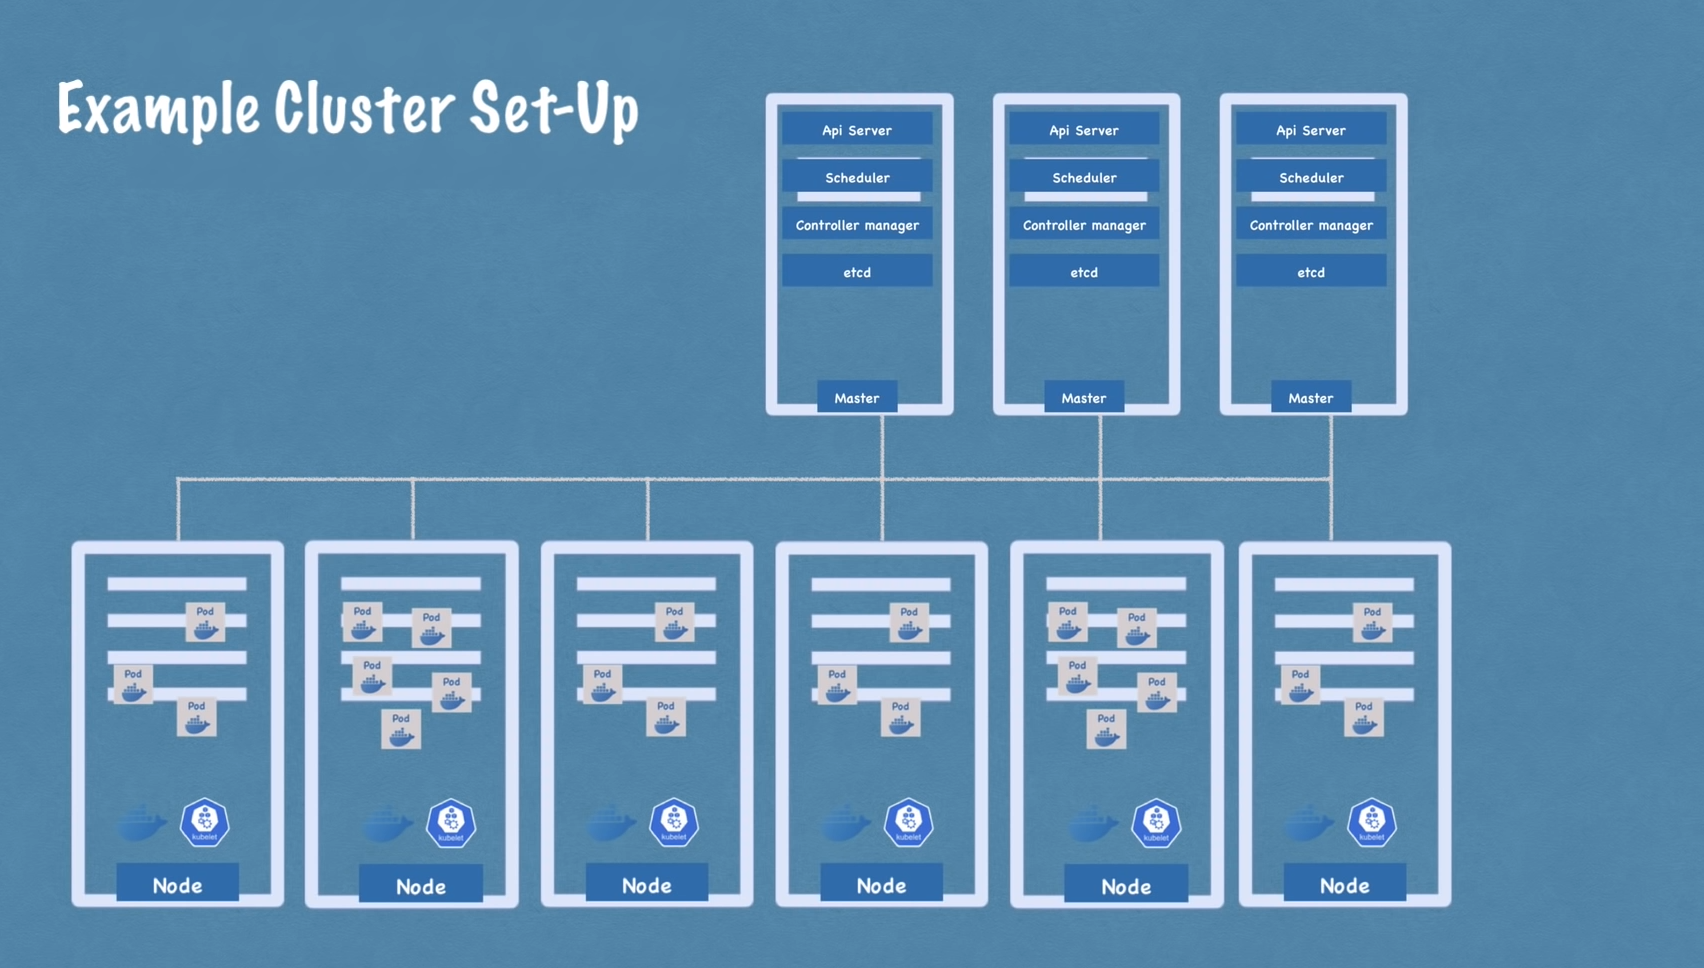 Example Cluster Set-Up
Api Server
Scheduler
Controller manager
etcd
Master
Api Server
Scheduler
Controller manager
etcd
Master
Api Server
Scheduler
Controller manager
etcd
Master
Pod
Pod
Pod
kubelet
Node
Pod
Pod
Pod
Pod
Pod
kubelet
Node
Pod
Pod
Pod
kubelet
Node
Pod
Pod
Pod
kubelet
Node
Pod
Pod
Pod
Pod
Pod
kubelet
Node
Pod
Pod
Pod
kubelet
Node